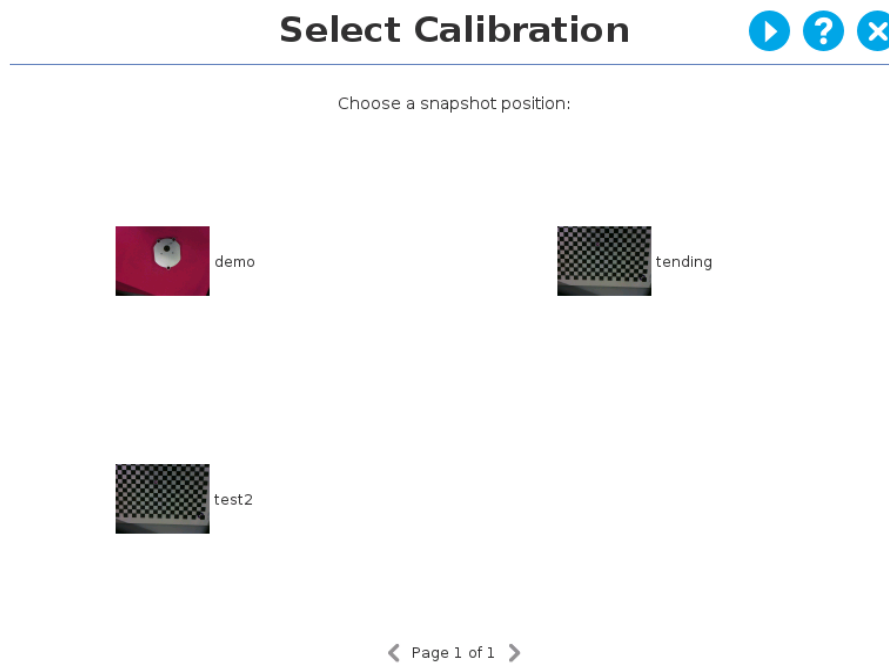 Select Calibration
Choose a snapshot position:
demo
tending
test2
Page 1 of 1